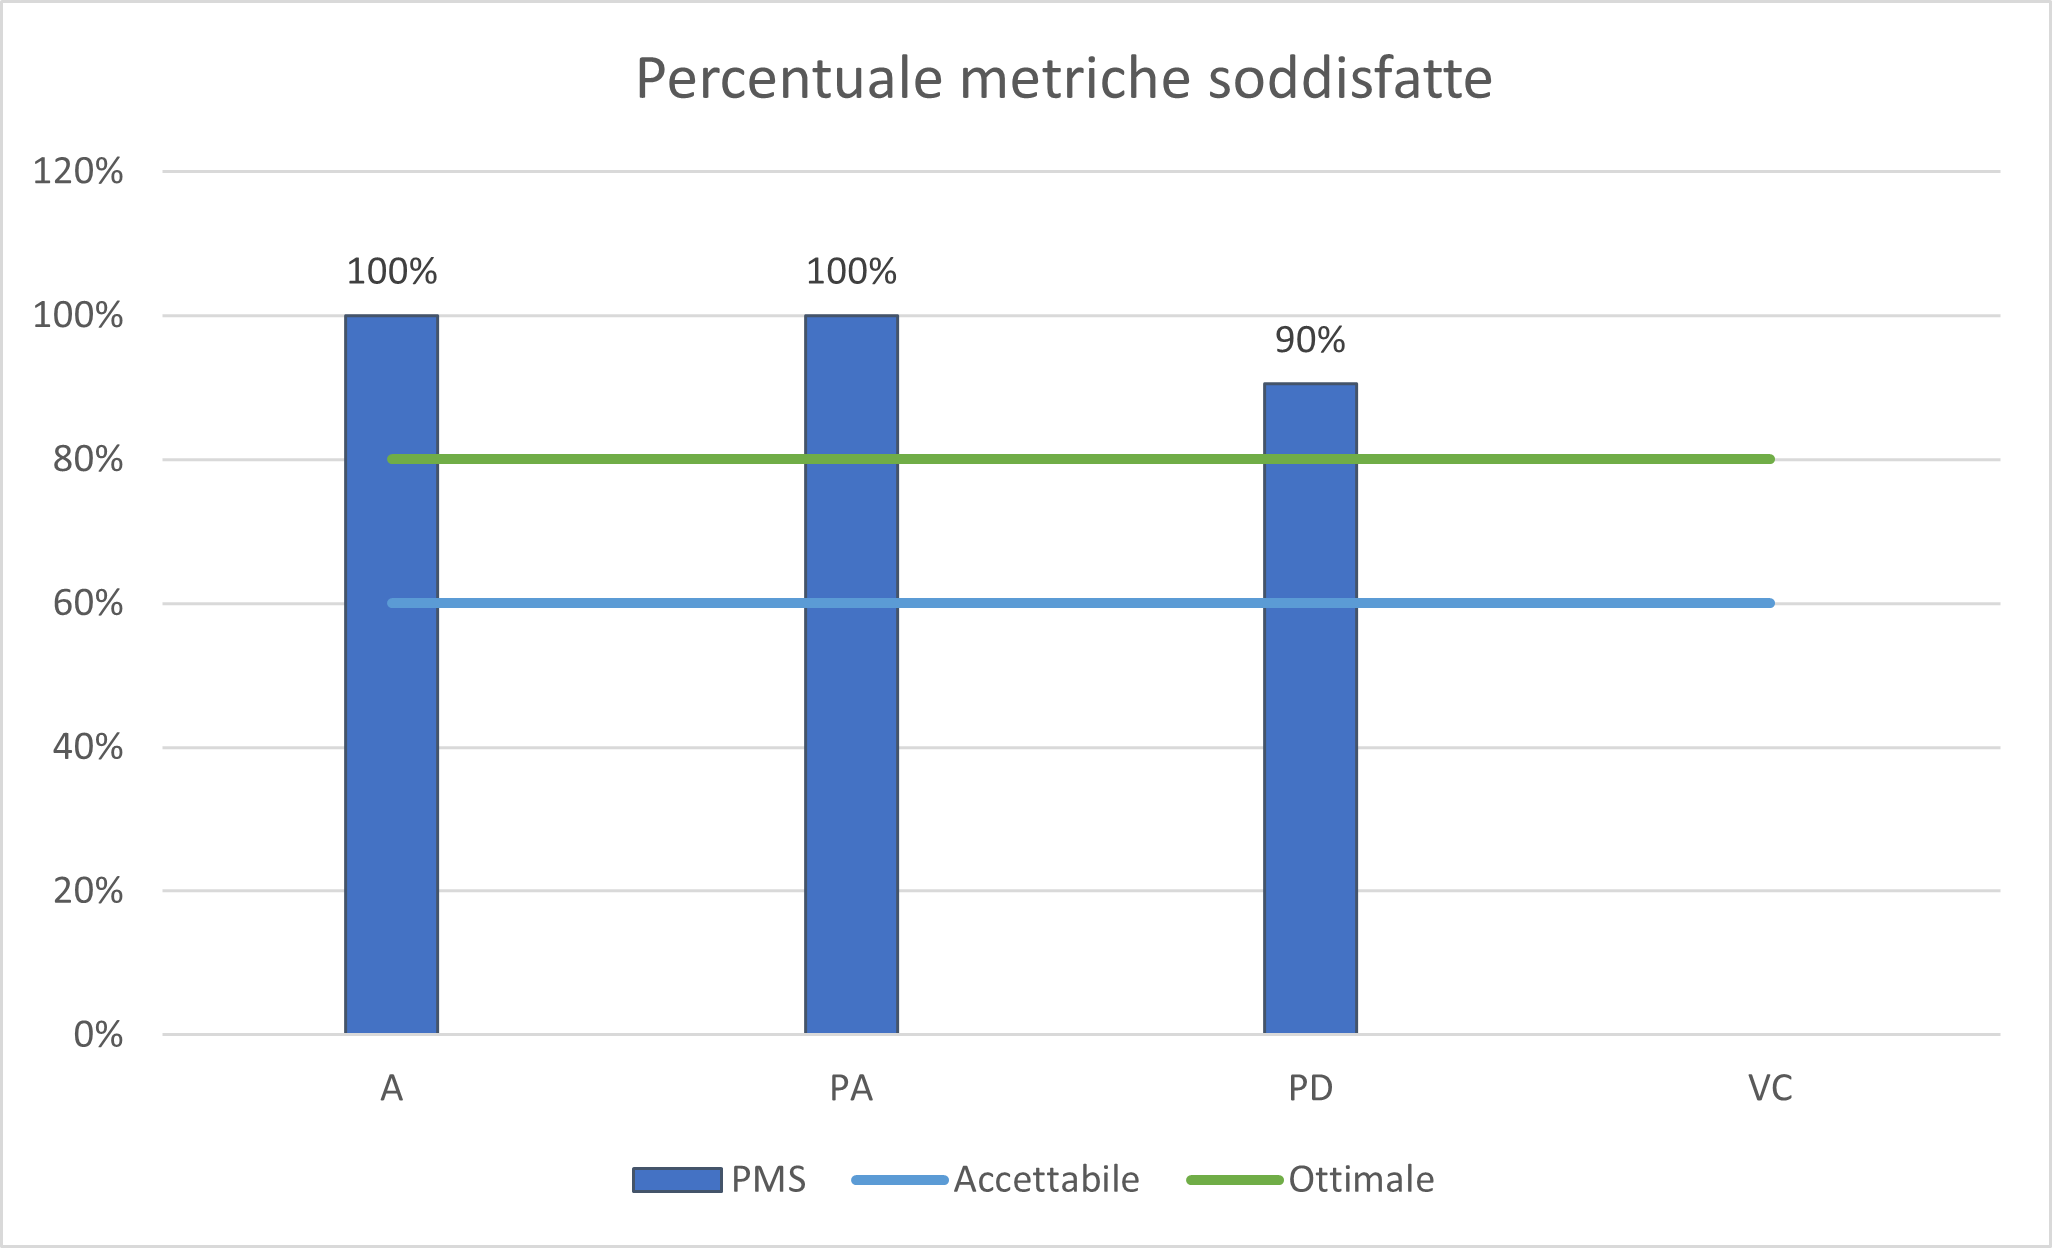 Percentuale metriche soddisfatte
120%
100%
80%
60%
40%
20%
0%
100%
100%
90%
A
PA
PD
VC
PMS
Accettabile
Ottimale